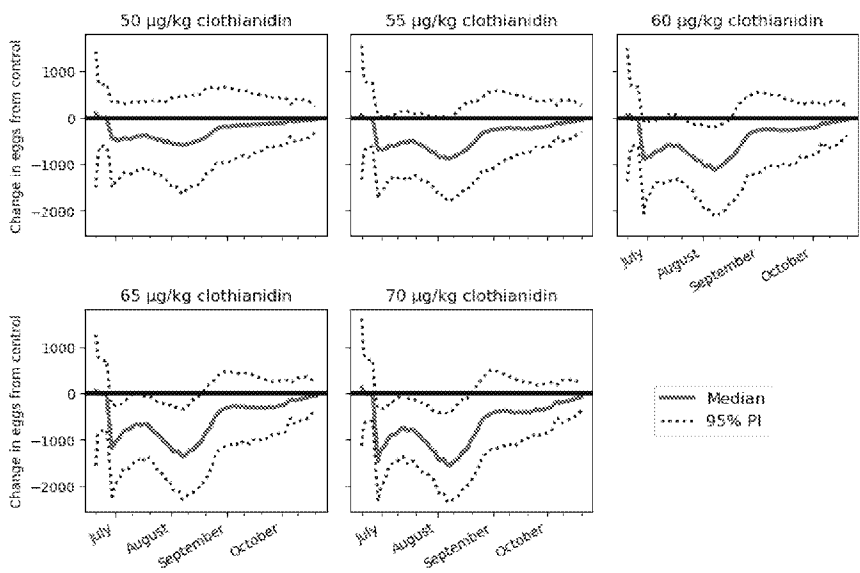 50 µg/kg clothianidin
55 µg/kg clothianidin
60 µg/kg clothianidin
Change in eggs from control
1000
0
−1000
−2000
July
August
September
October
65 µg/kg clothianidin
70 µg/kg clothianidin
Change in eggs from control
1000
0
−1000
−2000
Median
95% PI
July
August
September
October
July
August
September
October